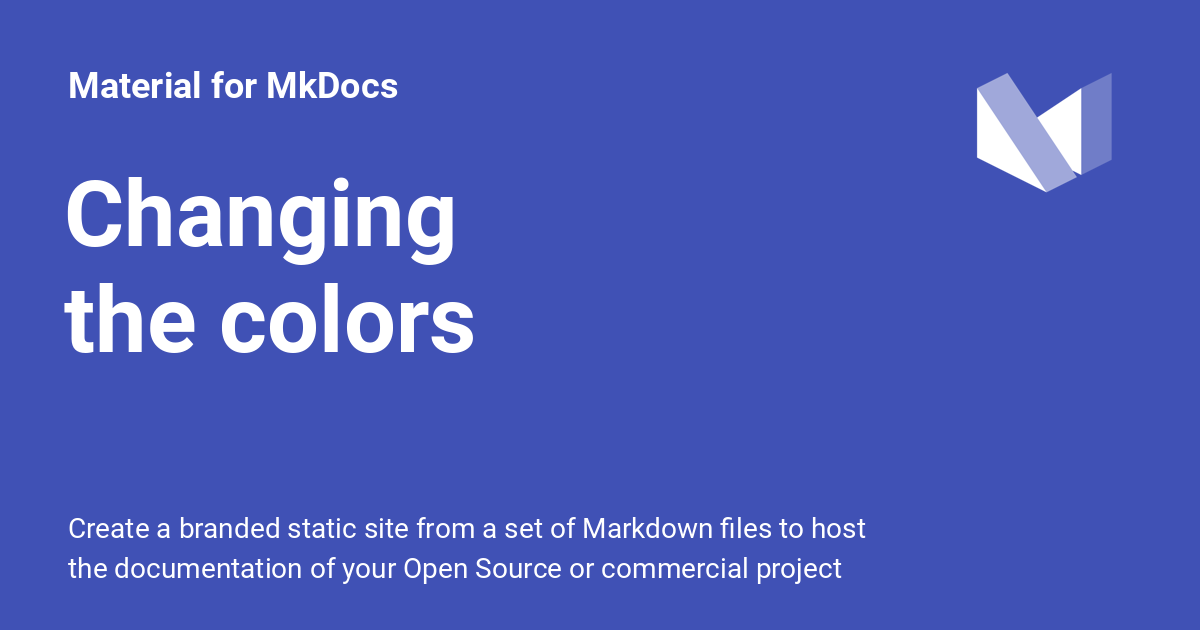 Material for MkDocs
Changing
the colors
Create a branded static site from a set of Markdown files to host
the documentation of your Open Source or commercial project